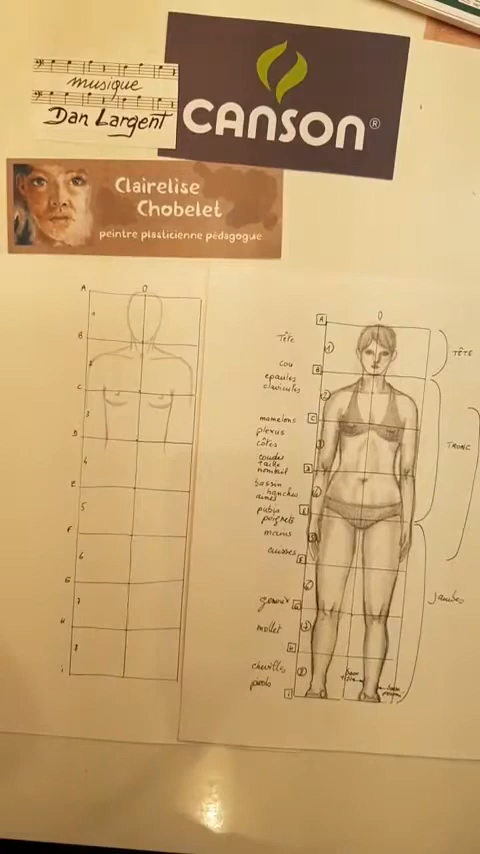 musique
Dan Largent
CANSON®
Clairelise
Chobelet
peintre plasticienne pédagogue
A
B
C
D
E
F
G
H
i
1
2
3
4
5
6
7
8
A
B
C
Tête
cou
épaules
clavicules
mamelons
plexus
côtes
coudes
taille
nombril
bassin
hanches
aines
pubis
poignets
mains
cuisses
genoux
mollet
chevilles
pieds
TÊTE
TRONC
Jambes